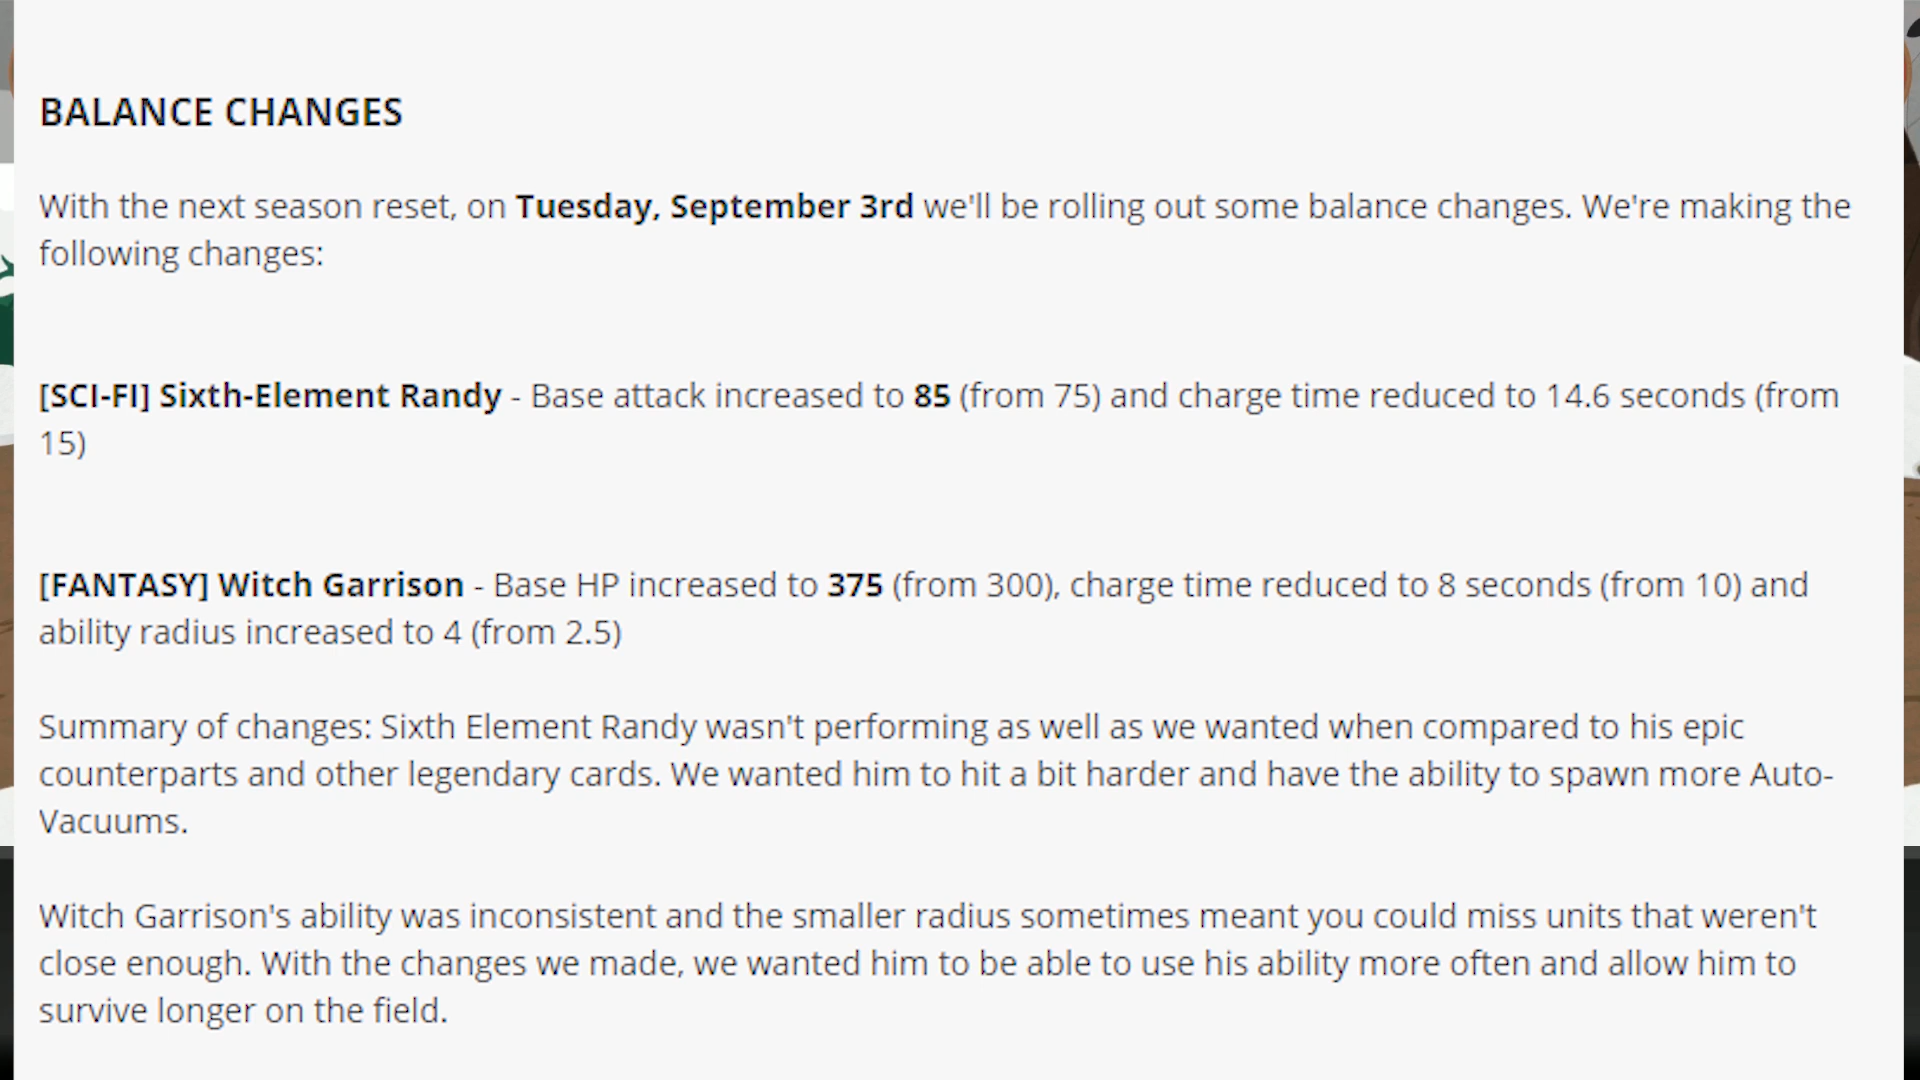 BALANCE CHANGES
With the next season reset, on Tuesday, September 3rd we'll be rolling out some balance changes. We're making the
following changes:
[SCI-FI] Sixth-Element Randy - Base attack increased to 85 (from 75) and charge time reduced to 14.6 seconds (from
15)
[FANTASY] Witch Garrison - Base HP increased to 375 (from 300), charge time reduced to 8 seconds (from 10) and
ability radius increased to 4 (from 2.5)
Summary of changes: Sixth Element Randy wasn't performing as well as we wanted when compared to his epic
counterparts and other legendary cards. We wanted him to hit a bit harder and have the ability to spawn more Auto-
Vacuums.
Witch Garrison's ability was inconsistent and the smaller radius sometimes meant you could miss units that weren't
close enough. With the changes we made, we wanted him to be able to use his ability more often and allow him to
survive longer on the field.